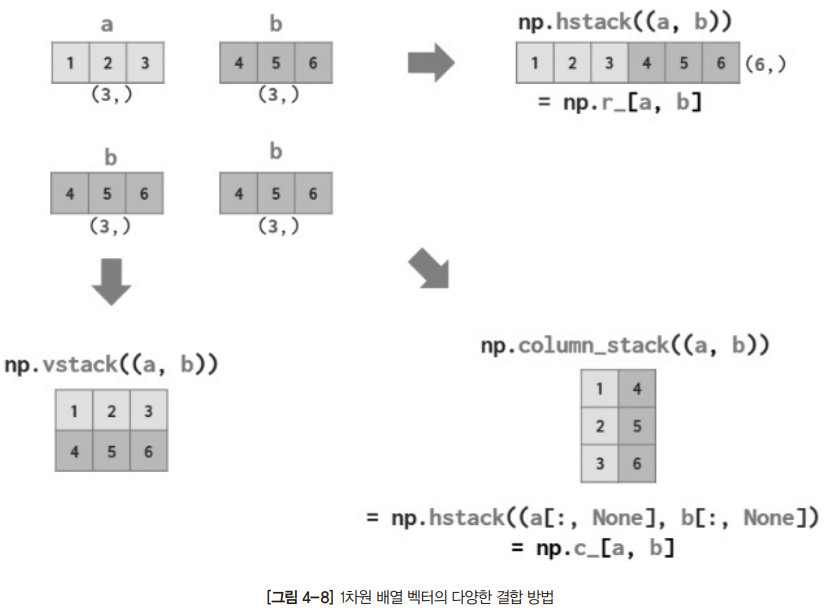 a
b
1 2 3
4 5 6
(3,)
(3,)
np.hstack((a, b))
1 2 3 4 5 6 (6,)
= np.r_[a, b]
b
b
4 5 6
4 5 6
(3,)
(3,)
np.vstack((a, b))
1 2 3
4 5 6
np.column_stack((a, b))
1 4
2 5
3 6
= np.hstack((a[:, None], b[:, None])
= np.c_[a, b]
[그림 4-8] 1차원 배열 벡터의 다양한 결합 방법